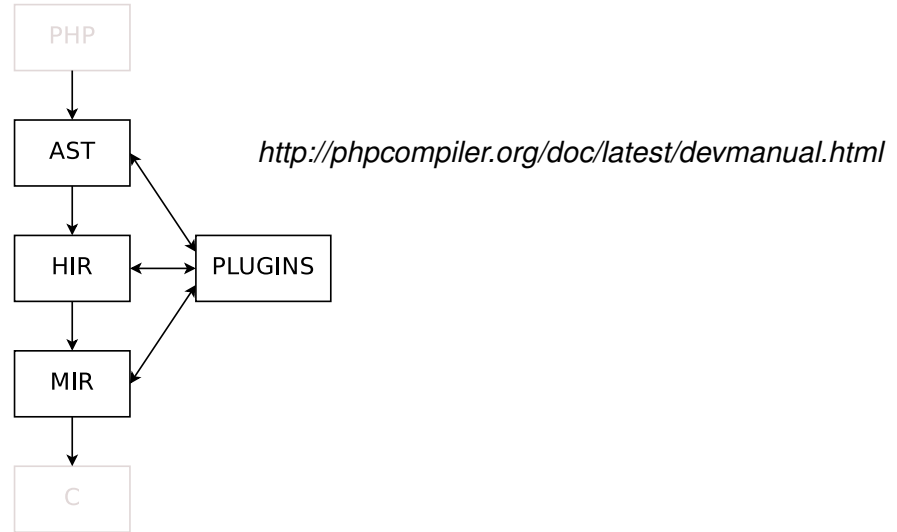 PHP
AST
http://phpcompiler.org/doc/latest/devmanual.html
HIR
PLUGINS
MIR
C